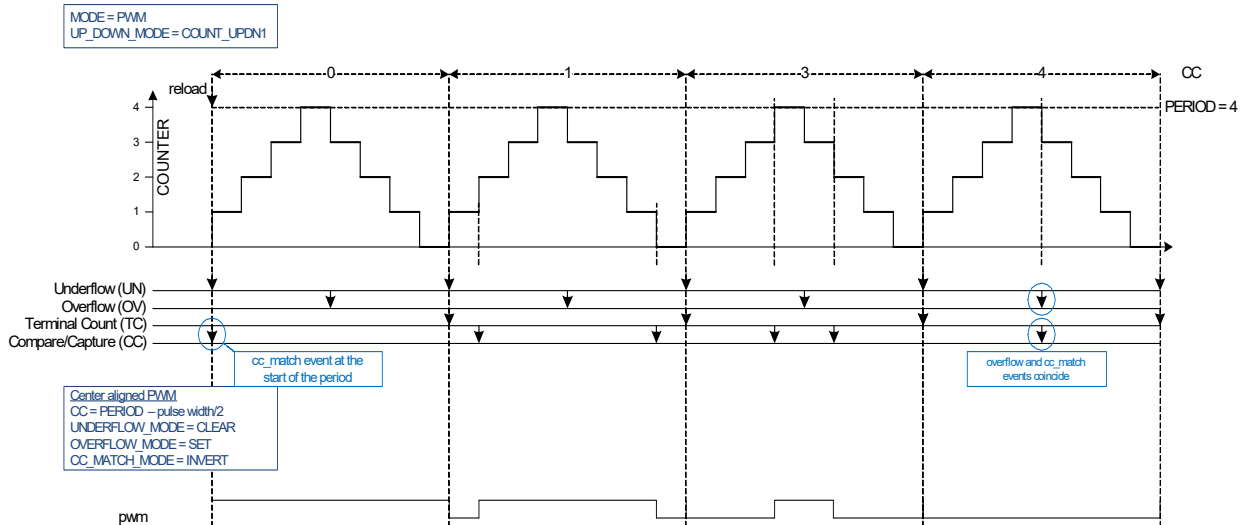 MODE = PWM
UP_DOWN_MODE = COUNT_UPDN1
0 1 3 4 CC
reload
4 PERIOD = 4
3
2
1
0
COUNTER
Underflow (UN)
Overflow (OV)
Terminal Count (TC)
Compare/Capture (CC)
cc_match event at the
start of the period
overflow and cc_match
events coincide
Center aligned PWM
CC = PERIOD – pulse width/2
UNDERFLOW_MODE = CLEAR
OVERFLOW_MODE = SET
CC_MATCH_MODE = INVERT
pwm